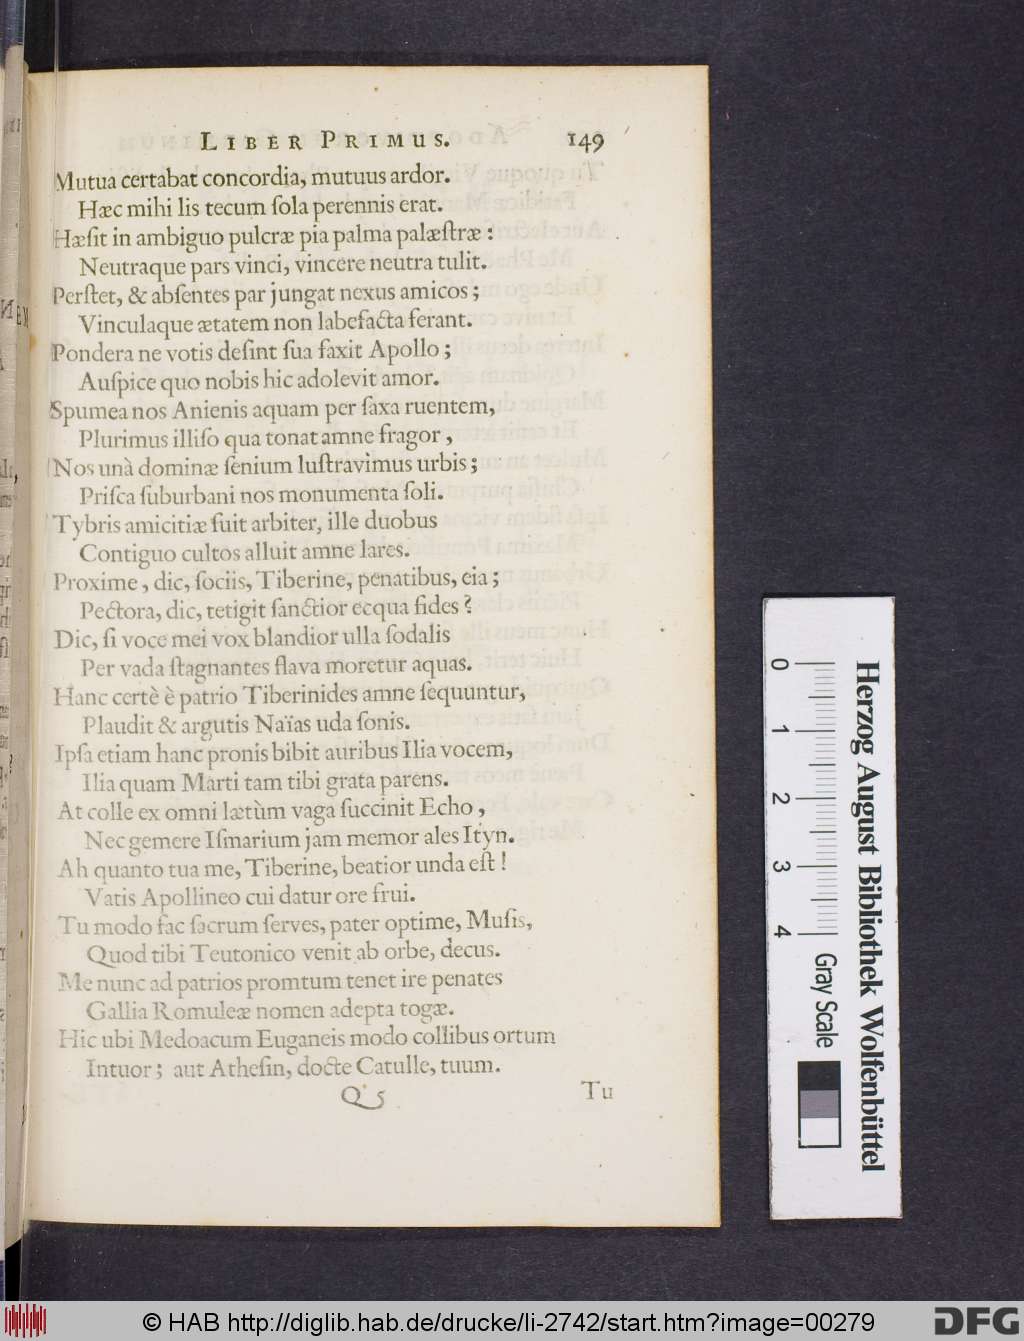 LIBER PRIMUS. 149
Mutua certabat concordia, mutuus ardor.
Hæc mihi lis tecum ſola perennis erat.
Hæſit in ambiguo pulcræ pia palma palæſtræ:
Neutraque pars vinci, vincere neutra tulit.
Perſtet, & abſentes par jungat nexus amicos;
Vinculaque ætatem non labefacta ferant.
Pondera ne votis deſint ſua faxit Apollo;
Auſpice quo nobis hic adolevit amor.
Spumea nos Anienis aquam per ſaxa ruentem,
Plurimus illiſo qua tonat amne fragor,
Nos unà dominæ ſenium luſtravimus urbis;
Priſca ſuburbani nos monumenta ſoli.
Tybris amicitiæ fuit arbiter, ille duobus
Contiguo cultos alluit amne lares.
Proxime, dic, ſociis, Tiberine, penatibus, eia;
Pectora, dic, tetigit ſanctior ecqua fides?
Dic, ſi voce mei vox blandior ulla ſodalis
Per vada ſtagnantes flava moretur aquas.
Hanc certè è patrio Tiberinides amne ſequuntur,
Plaudit & argutis Naïas uda ſonis.
Ipſa etiam hanc pronis bibit auribus Ilia vocem,
Ilia quam Marti tam tibi grata parens.
At colle ex omni lætùm vaga ſuccinit Echo,
Nec gemere Iſmarium jam memor ales Ityn.
Ah quanto tua me, Tiberine, beatior unda eſt!
Vatis Apollineo cui datur ore frui.
Tu modo fac ſacrum ſerves, pater optime, Muſis,
Quod tibi Teutonico venit ab orbe, decus.
Me nunc ad patrios promtum tenet ire penates
Gallia Romuleæ nomen adepta togæ.
Hic ubi Medoacum Euganeis modo collibus ortum
Intuor; aut Atheſin, docte Catulle, tuum.
Q 5 Tu
0 1 2 3 4
Gray Scale
Herzog August Bibliothek Wolfenbüttel
© HAB http://diglib.hab.de/drucke/li-2742/start.htm?image=00279
DFG